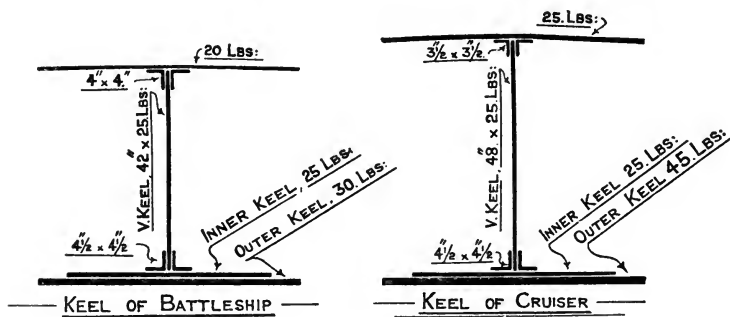 20 LBS:
4" x 4."
V. KEEL, 42" x 25. LBS:
INNER KEEL, 25 LBS:
OUTER KEEL, 30. LBS:
4½" x 4½"
KEEL OF BATTLESHIP
25. LBS:
3½" x 3½."
V. KEEL, 48." x 25. LBS:
INNER KEEL 25. LBS:
OUTER KEEL 45. LBS:
4½" x 4½"
KEEL OF CRUISER